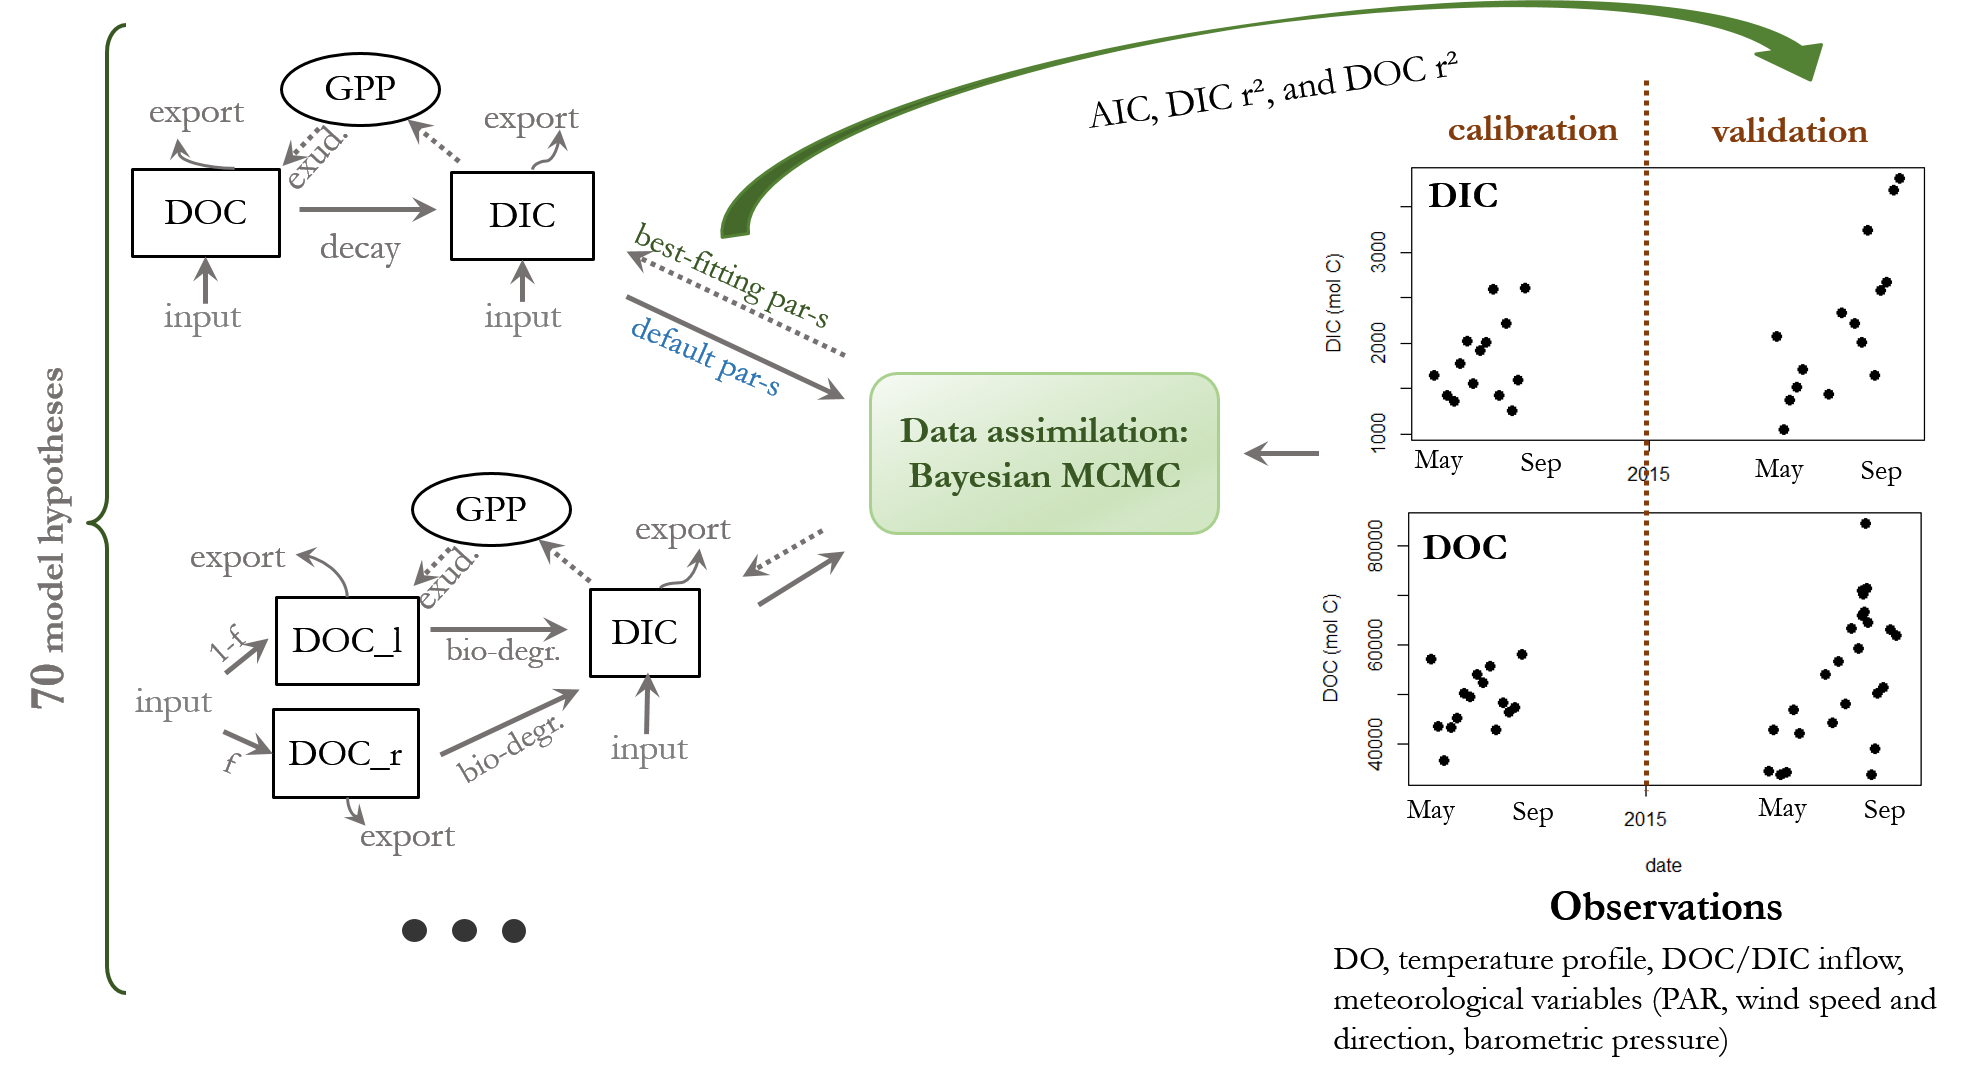 70 model hypotheses
GPP
export
exud.
export
DOC
DIC
decay
input
input
best-fitting par-s
default par-s
GPP
export
exud.
export
1-f
DOC_l
bio-degr.
DIC
input
f
DOC_r
bio-degr.
input
export
Data assimilation:
Bayesian MCMC
AIC, DIC r², and DOC r²
calibration
validation
DIC
DIC (mol C)
3000
2000
1000
May
Sep
2015
May
Sep
DOC
DOC (mol C)
80000
60000
40000
May
Sep
2015
May
Sep
date
Observations
DO, temperature profile, DOC/DIC inflow,
meteorological variables (PAR, wind speed and
direction, barometric pressure)